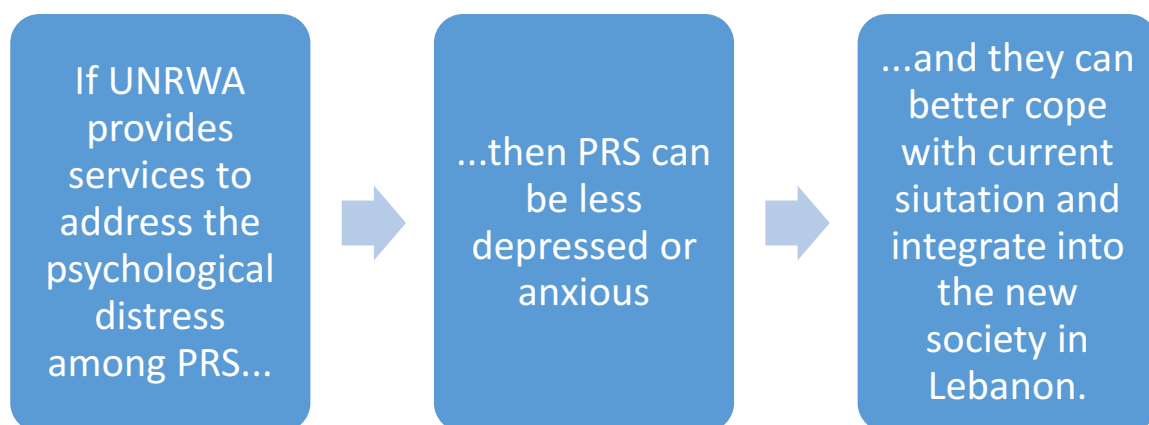 If UNRWA
provides
services to
address the
psychological
distress
among PRS...
...then PRS can
be less
depressed or
anxious
...and they can
better cope
with current
siutation and
integrate into
the new
society in
Lebanon.